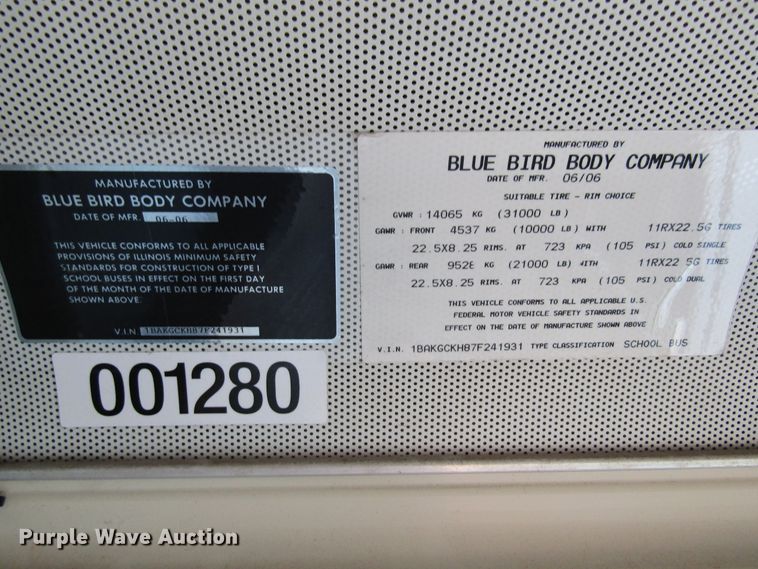 MANUFACTURED BY
BLUE BIRD BODY COMPANY
DATE OF MFR. 06-06
THIS VEHICLE CONFORMS TO ALL APPLICABLE
PROVISIONS OF ILLINOIS MINIMUM SAFETY
STANDARDS FOR CONSTRUCTION OF TYPE I
SCHOOL BUSES IN EFFECT ON THE FIRST DAY
OF THE MONTH OF THE DATE OF MANUFACTURE
SHOWN ABOVE.
V.I.N. 1BAKGCKH87F241931
001280
MANUFACTURED BY
BLUE BIRD BODY COMPANY
DATE OF MFR. 06/06
SUITABLE TIRE - RIM CHOICE
GVWR : 14065 KG (31000 LB)
GAWR : FRONT 4537 KG (10000 LB) WITH 11RX22.5G TIRES
22.5X8.25 RIMS. AT 723 KPA (105 PSI) COLD SINGLE
GAWR : REAR 9528 KG (21000 LB) WITH 11RX22.5G TIRES
22.5X8.25 RIMS. AT 723 KPA (105 PSI) COLD DUAL
THIS VEHICLE CONFORMS TO ALL APPLICABLE U.S.
FEDERAL MOTOR VEHICLE SAFETY STANDARDS IN
EFFECT ON THE DATE OF MANUFACTURE SHOWN ABOVE
V.I.N. 1BAKGCKH87F241931 TYPE CLASSIFICATION SCHOOL BUS
Purple Wave Auction